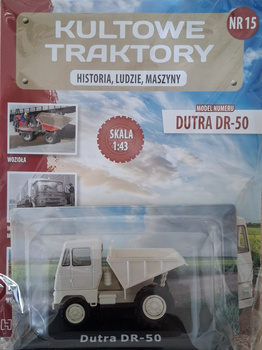 KULTOWE
TRAKTORY
NR 15
HISTORIA, LUDZIE, MASZYNY
MODEL NUMERU
DUTRA DR-50
SKALA
1:43
WOZIDŁA
H
Dutra DR-50